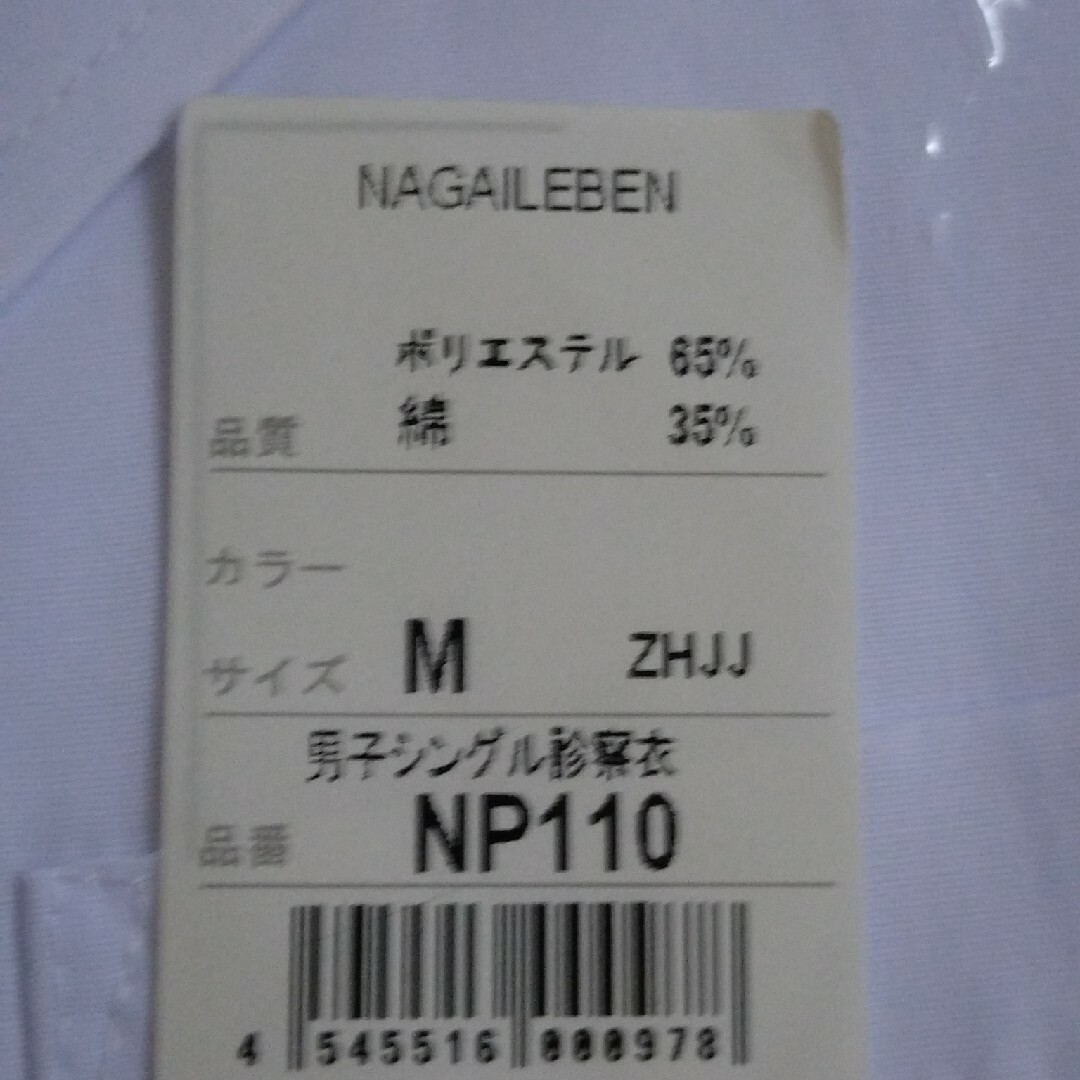 NAGAILEBEN
ポリエステル 65%
品質 綿 35%
カラー
サイズ M ZHJJ
男子シングル診察衣
品番 NP110
4 545516 000978